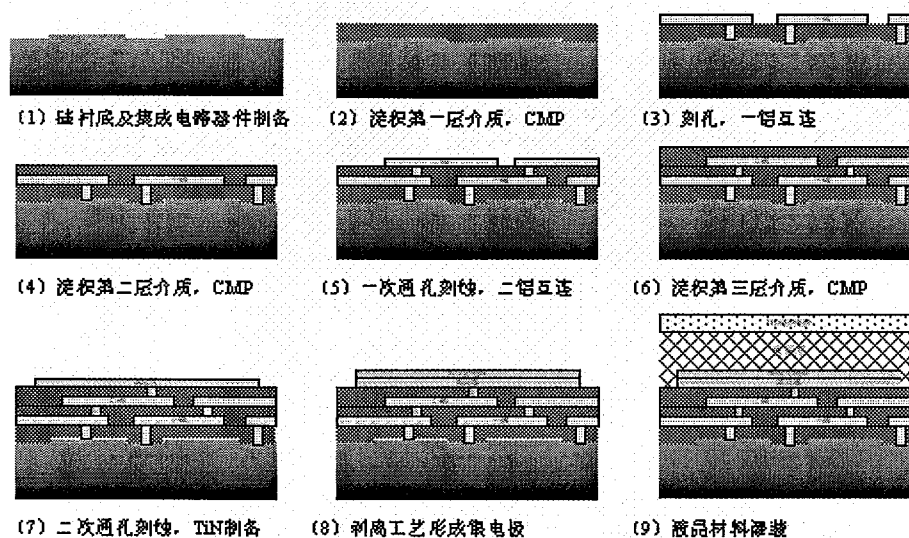 (1) 硅衬底及集成电路器件制备
(2) 淀积第一层介质，CMP
(3) 刻孔，一铝互连
(4) 淀积第二层介质，CMP
(5) 一次通孔刻蚀，二铝互连
(6) 淀积第三层介质，CMP
(7) 二次通孔刻蚀，TiN制备
(8) 剥离工艺形成银电极
(9) 液晶材料灌装